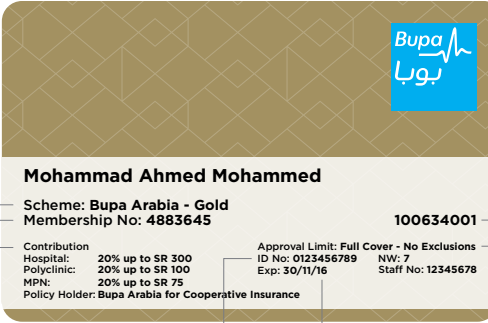 Bupa
بوبا
Mohammad Ahmed Mohammed
Scheme: Bupa Arabia - Gold
Membership No: 4883645 100634001
Contribution Approval Limit: Full Cover - No Exclusions
Hospital: 20% up to SR 300 ID No: 0123456789 NW: 7
Polyclinic: 20% up to SR 100 Exp: 30/11/16 Staff No: 12345678
MPN: 20% up to SR 75
Policy Holder: Bupa Arabia for Cooperative Insurance